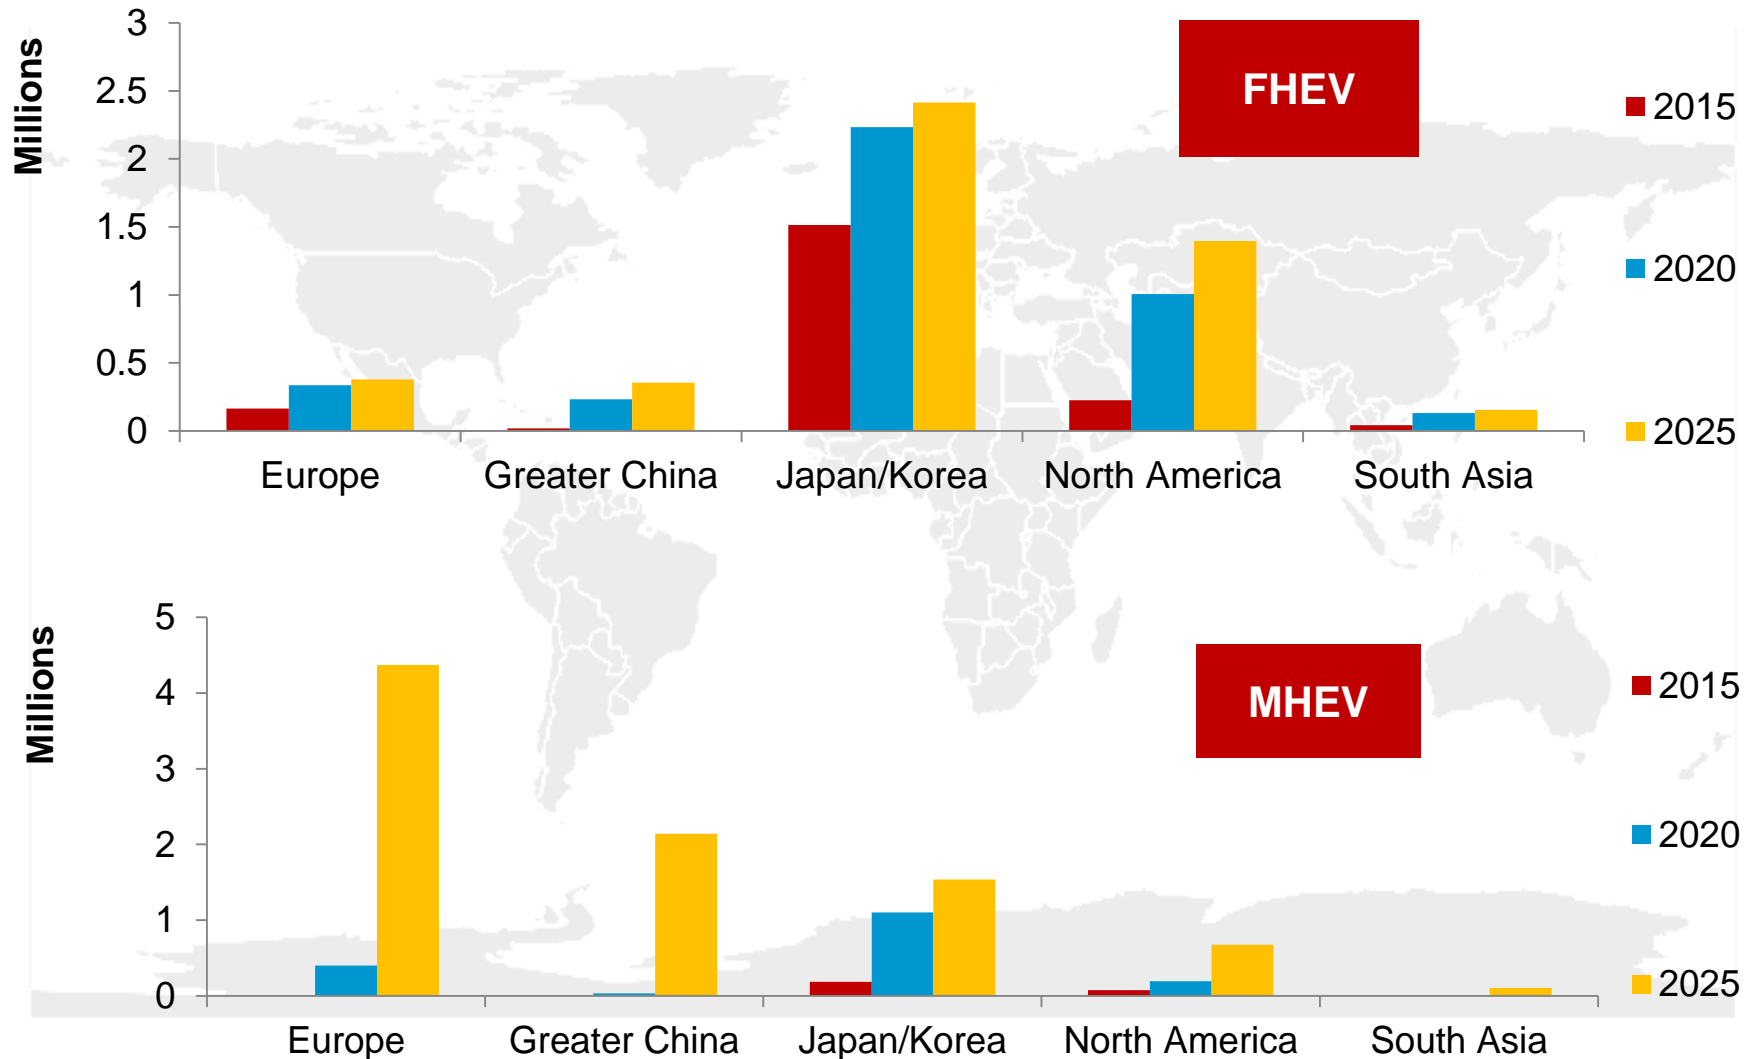 Millions
3
2.5
2
1.5
1
0.5
0
FHEV
2015
2020
2025
Europe
Greater China
Japan/Korea
North America
South Asia
Millions
5
4
3
2
1
0
MHEV
2015
2020
2025
Europe
Greater China
Japan/Korea
North America
South Asia